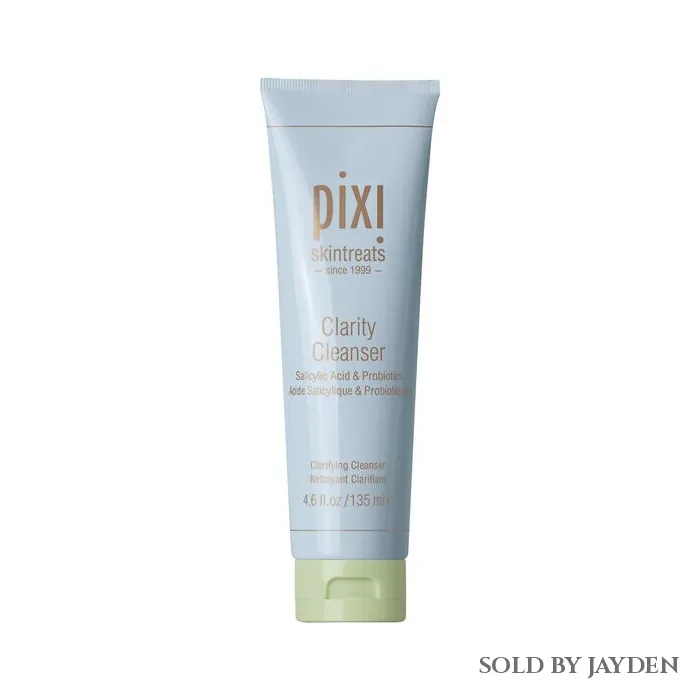 pixi
skintreats
– since 1999 –
Clarity
Cleanser
Salicylic Acid & Probiotics
Acide Salicylique &
Clarifying Cleanser
Nettoyant Clarifiant
4.6 fl.oz / 135 ml
SOLD BY JAYDEN